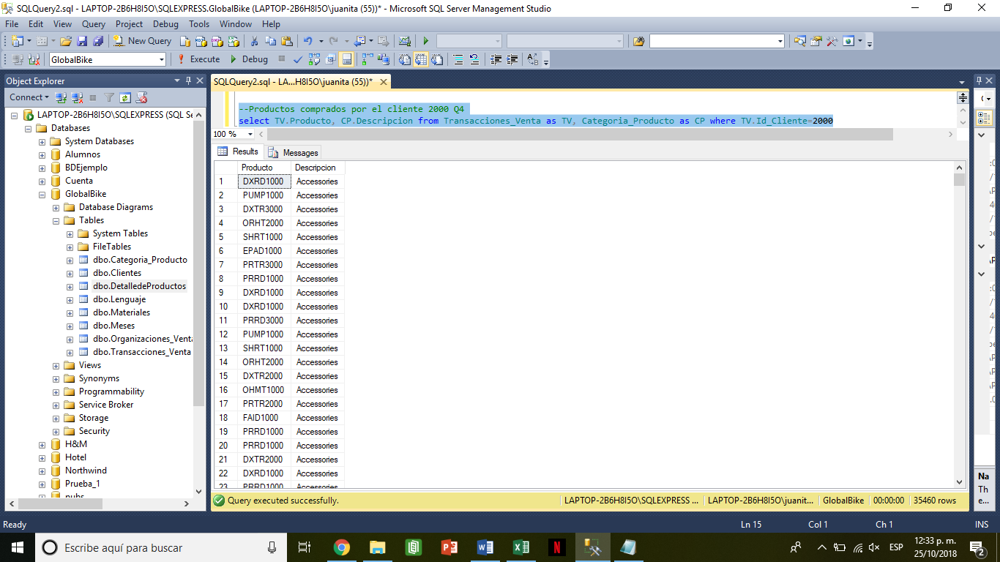 SQLQuery2.sql - LAPTOP-2B6H8I5O\SQLEXPRESS.GlobalBike (LAPTOP-2B6H8I5O\juanita (55))* - Microsoft SQL Server Management Studio
File Edit View Query Project Debug Tools Window Help
New Query
GlobalBike Execute Debug
Object Explorer
Connect
LAPTOP-2B6H8I5O\SQLEXPRESS (SQL Se
Databases
System Databases
Alumnos
BDEjemplo
Cuenta
GlobalBike
Database Diagrams
Tables
System Tables
FileTables
dbo.Categoria_Producto
dbo.Clientes
dbo.DetalledeProductos
dbo.Lenguaje
dbo.Materiales
dbo.Meses
dbo.Organizaciones_Venta
dbo.Transacciones_Venta
Views
Synonyms
Programmability
Service Broker
Storage
Security
H&M
Hotel
Northwind
Prueba_1
pubs
SQLQuery2.sql - LA...H8I5O\juanita (55))*
--Productos comprados por el cliente 2000 Q4
select TV.Producto, CP.Descripcion from Transacciones_Venta as TV, Categoria_Producto as CP where TV.Id_Cliente=2000
100 %
Results Messages
Producto Descripcion
1 DXRD1000 Accessories
2 PUMP1000 Accessories
3 DXTR3000 Accessories
4 ORHT2000 Accessories
5 SHRT1000 Accessories
6 EPAD1000 Accessories
7 PRTR3000 Accessories
8 PRRD1000 Accessories
9 DXRD1000 Accessories
10 DXRD1000 Accessories
11 PRRD3000 Accessories
12 PUMP1000 Accessories
13 SHRT1000 Accessories
14 ORHT2000 Accessories
15 DXTR2000 Accessories
16 OHMT1000 Accessories
17 PRTR2000 Accessories
18 FAID1000 Accessories
19 PRRD1000 Accessories
20 PRRD1000 Accessories
21 DXTR2000 Accessories
22 DXRD1000 Accessories
23 PRRD1000 Accessories
Query executed successfully. LAPTOP-2B6H8I5O\SQLEXPRESS ... LAPTOP-2B6H8I5O\juanit... GlobalBike 00:00:00 35460 rows
Na
Th
e...
Ready Ln 15 Col 1 Ch 1 INS
Escribe aquí para buscar
ESP
12:33 p. m.
25/10/2018
2